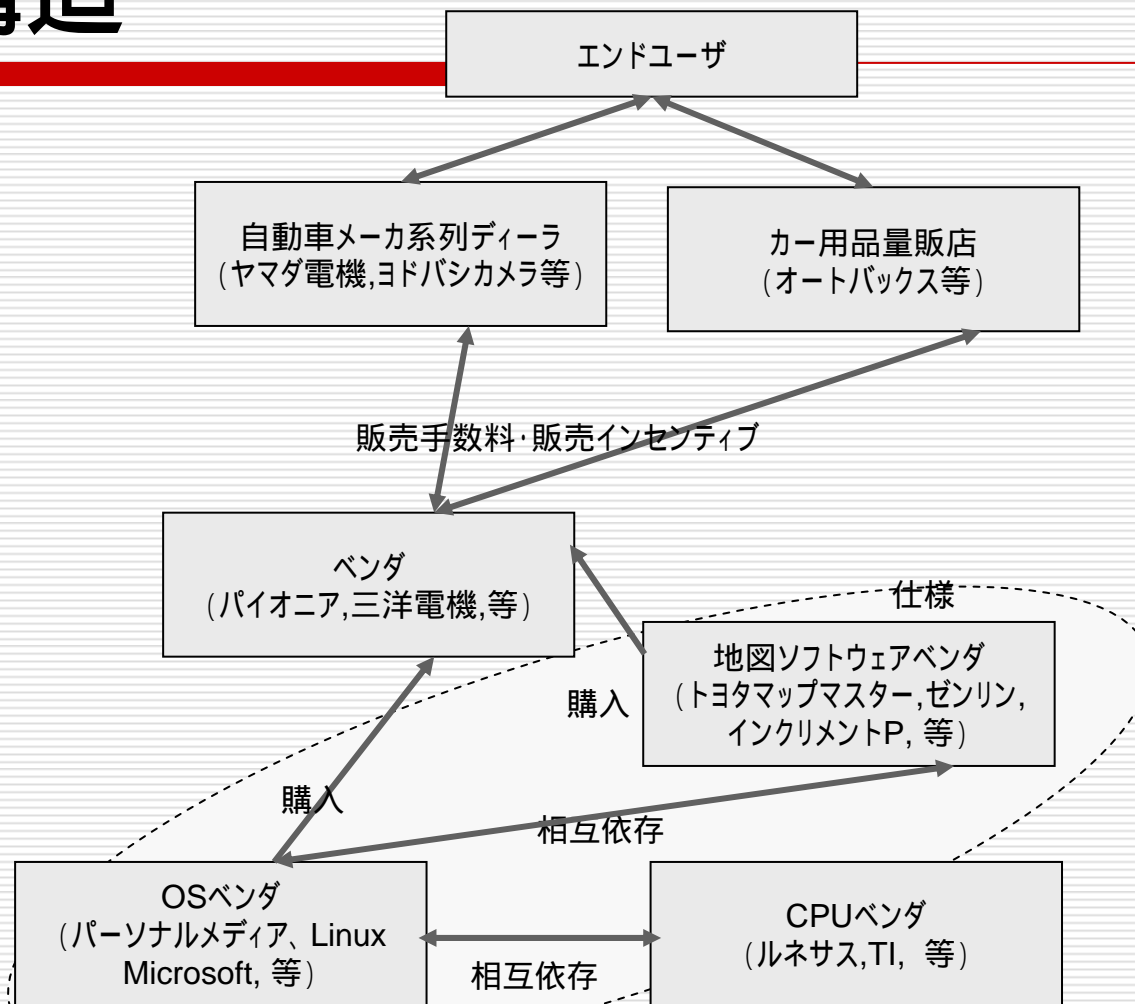 構造
エンドユーザ
自動車メーカ系列ディーラ
(ヤマダ電機,ヨドバシカメラ等)
カー用品量販店
(オートバックス等)
販売手数料・販売インセンティブ
ベンダ
(パイオニア,三洋電機,等)
仕様
地図ソフトウェアベンダ
(トヨタマップマスター,ゼンリン,
インクリメントP, 等)
購入
購入
相互依存
OSベンダ
(パーソナルメディア、Linux
Microsoft, 等)
CPUベンダ
(ルネサス,TI, 等)
相互依存